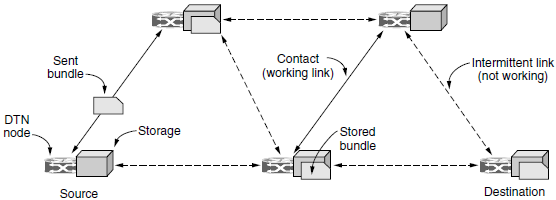 Sent
bundle
Contact
(working link)
Intermittent link
(not working)
DTN
node
Storage
Stored
bundle
Source
Destination